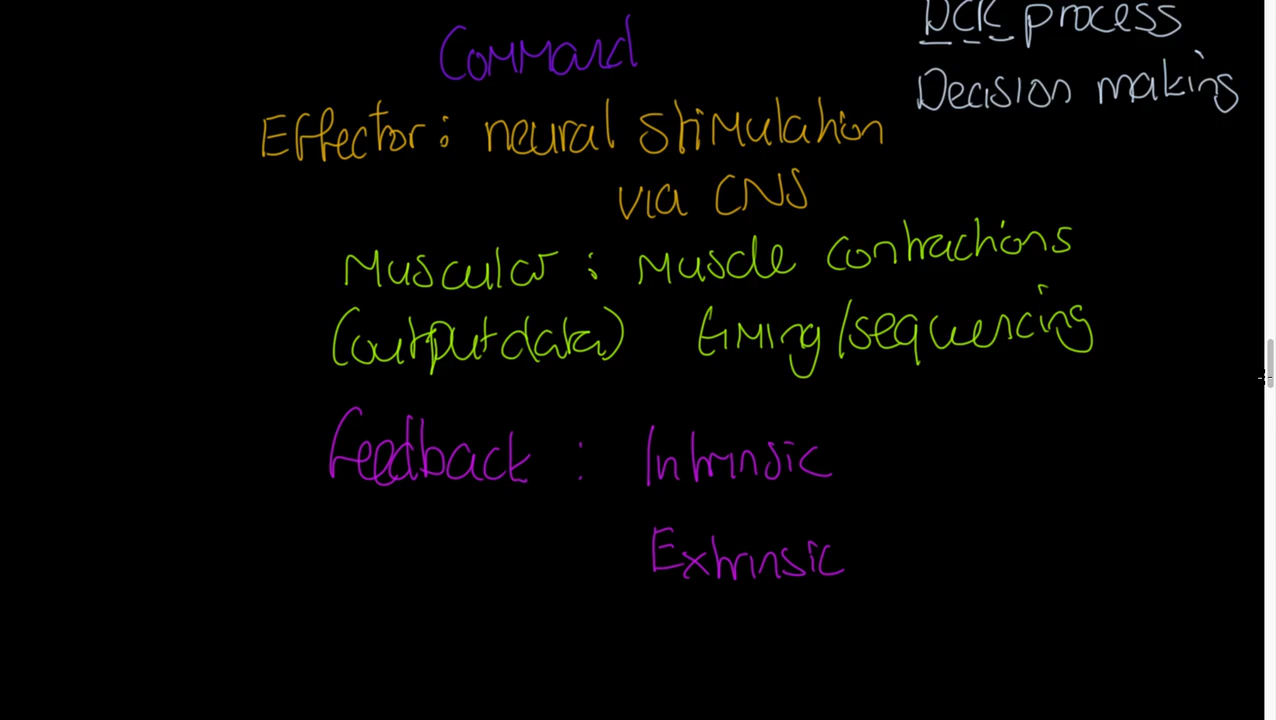 DCR process
Command
Decision making
Effector: neural stimulation
via CNS
Muscular: Muscle contractions
(output data) timing/sequencing
Feedback: Intrinsic
Extrinsic